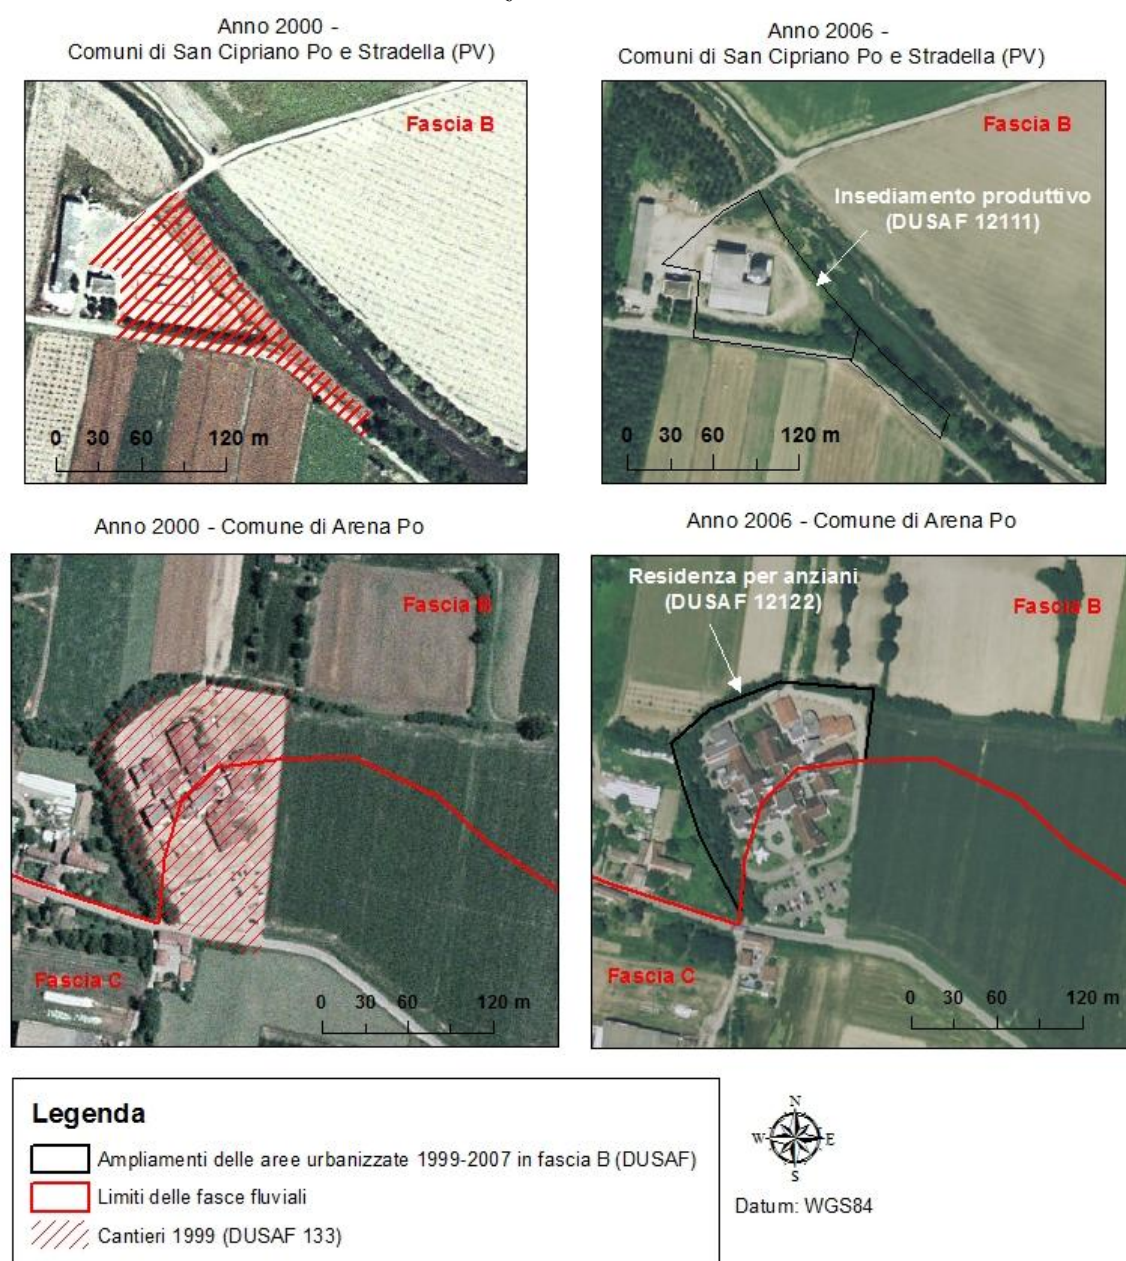 Anno 2000 -
Comuni di San Cipriano Po e Stradella (PV)
Fascia B
0 30 60 120 m
Anno 2006 -
Comuni di San Cipriano Po e Stradella (PV)
Fascia B
Insediamento produttivo
(DUSAF 12111)
0 30 60 120 m
Anno 2000 - Comune di Arena Po
Fascia B
Fascia C
0 30 60 120 m
Anno 2006 - Comune di Arena Po
Residenza per anziani
(DUSAF 12122)
Fascia B
Fascia C
0 30 60 120 m
Legenda
Ampliamenti delle aree urbanizzate 1999-2007 in fascia B (DUSAF)
Limiti delle fasce fluviali
Cantieri 1999 (DUSAF 133)
N
W E
S
Datum: WGS84